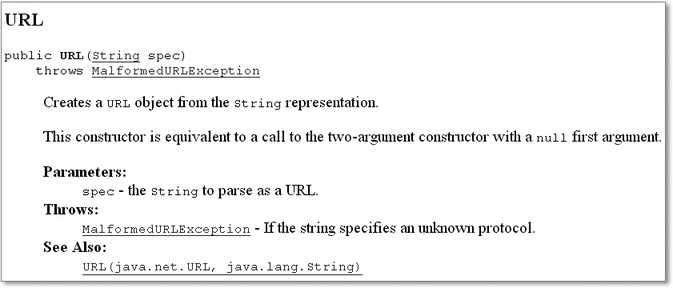 URL
public URL(String spec)
throws MalformedURLException
Creates a URL object from the String representation.
This constructor is equivalent to a call to the two-argument constructor with a null first argument.
Parameters:
spec - the String to parse as a URL.
Throws:
MalformedURLException - If the string specifies an unknown protocol.
See Also:
URL(java.net.URL, java.lang.String)